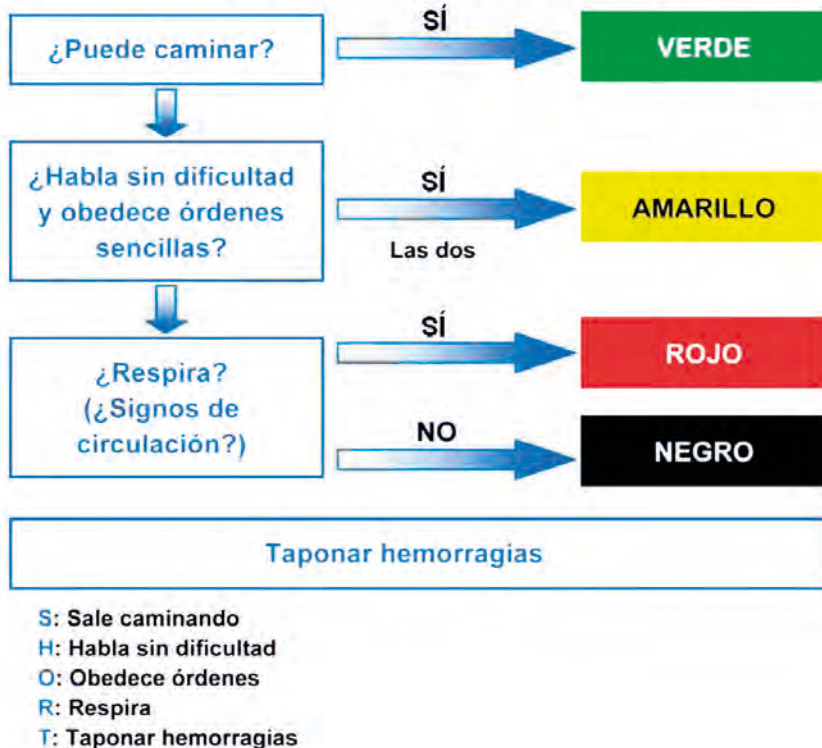 ¿Puede caminar?
SÍ
VERDE
¿Habla sin dificultad
y obedece órdenes
sencillas?
SÍ
Las dos
AMARILLO
¿Respira?
(¿Signos de
circulación?)
SÍ
ROJO
NO
NEGRO
Taponar hemorragias
S: Sale caminando
H: Habla sin dificultad
O: Obedece órdenes
R: Respira
T: Taponar hemorragias